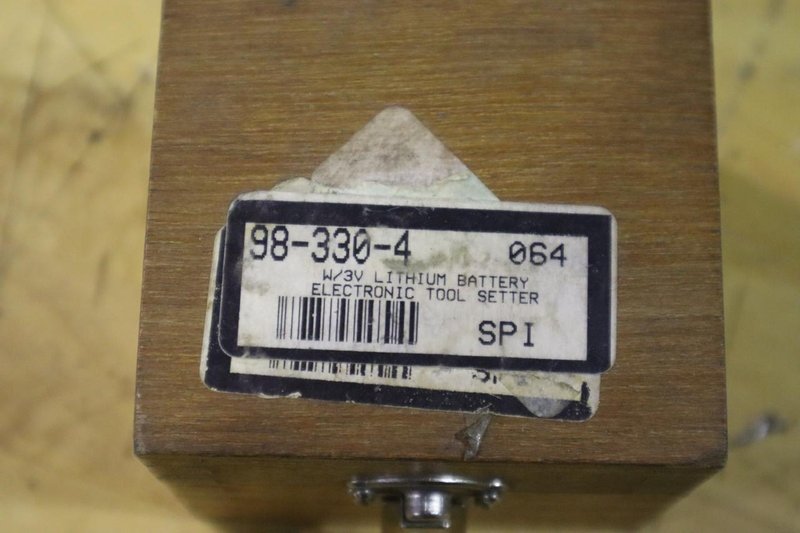 98-330-4 064
W/3V LITHIUM BATTERY
ELECTRONIC TOOL SETTER
SPI